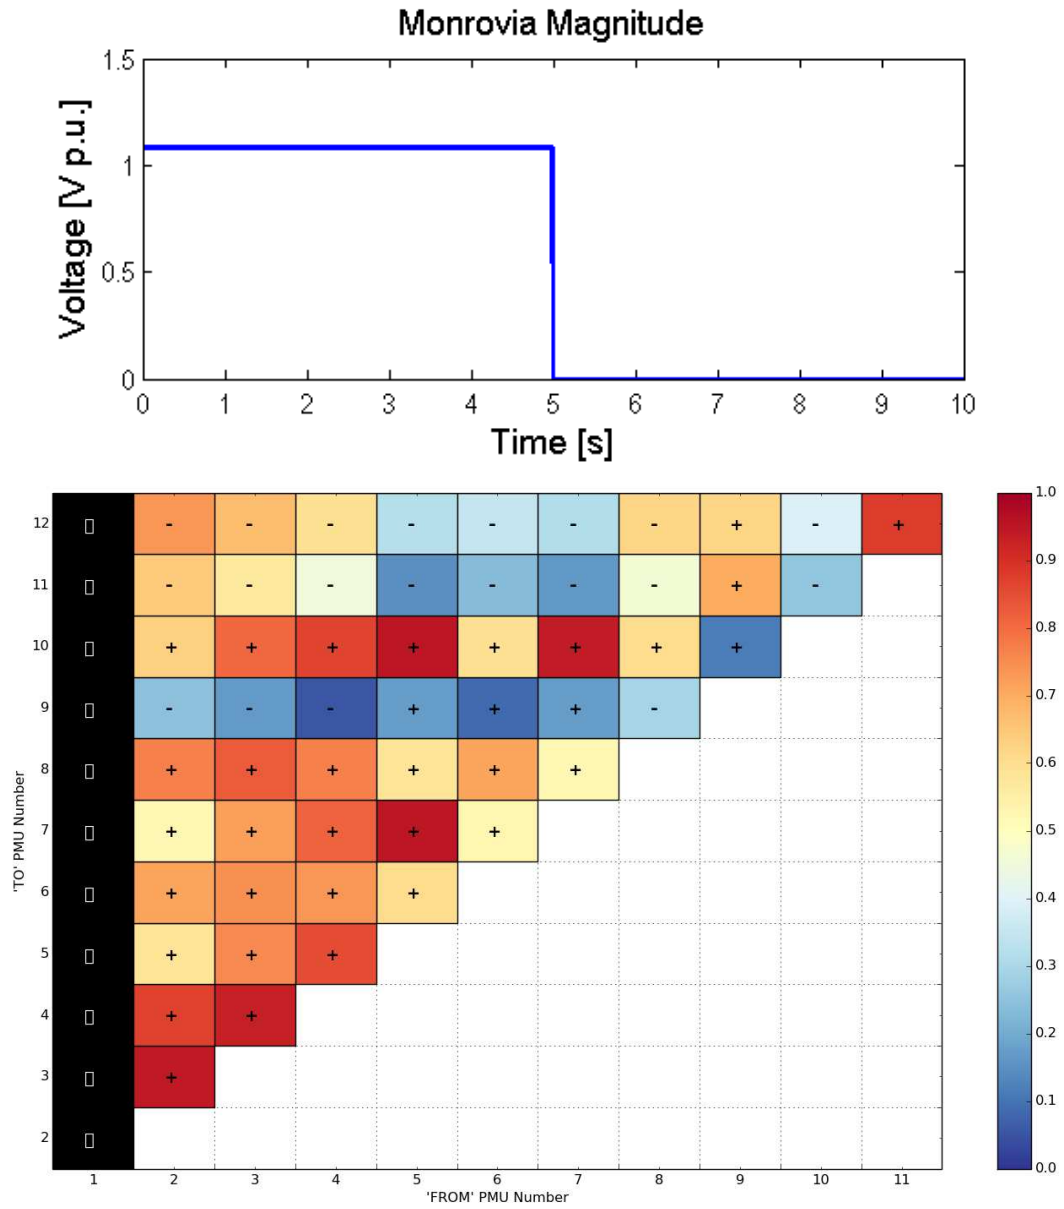 Monrovia Magnitude
1.5
1
0.5
0
Voltage [V p.u.]
0 1 2 3 4 5 6 7 8 9 10
Time [s]
12 - - - - - - - - + - +
11 - - - - - - - + -
10 + + + + + + + +
9 - - - + + + -
8 + + + + + +
7 + + + + +
6 + + + +
5 + + +
4 + +
3 +
2
'TO' PMU Number
1 2 3 4 5 6 7 8 9 10 11
'FROM' PMU Number
1.0
0.9
0.8
0.7
0.6
0.5
0.4
0.3
0.2
0.1
0.0